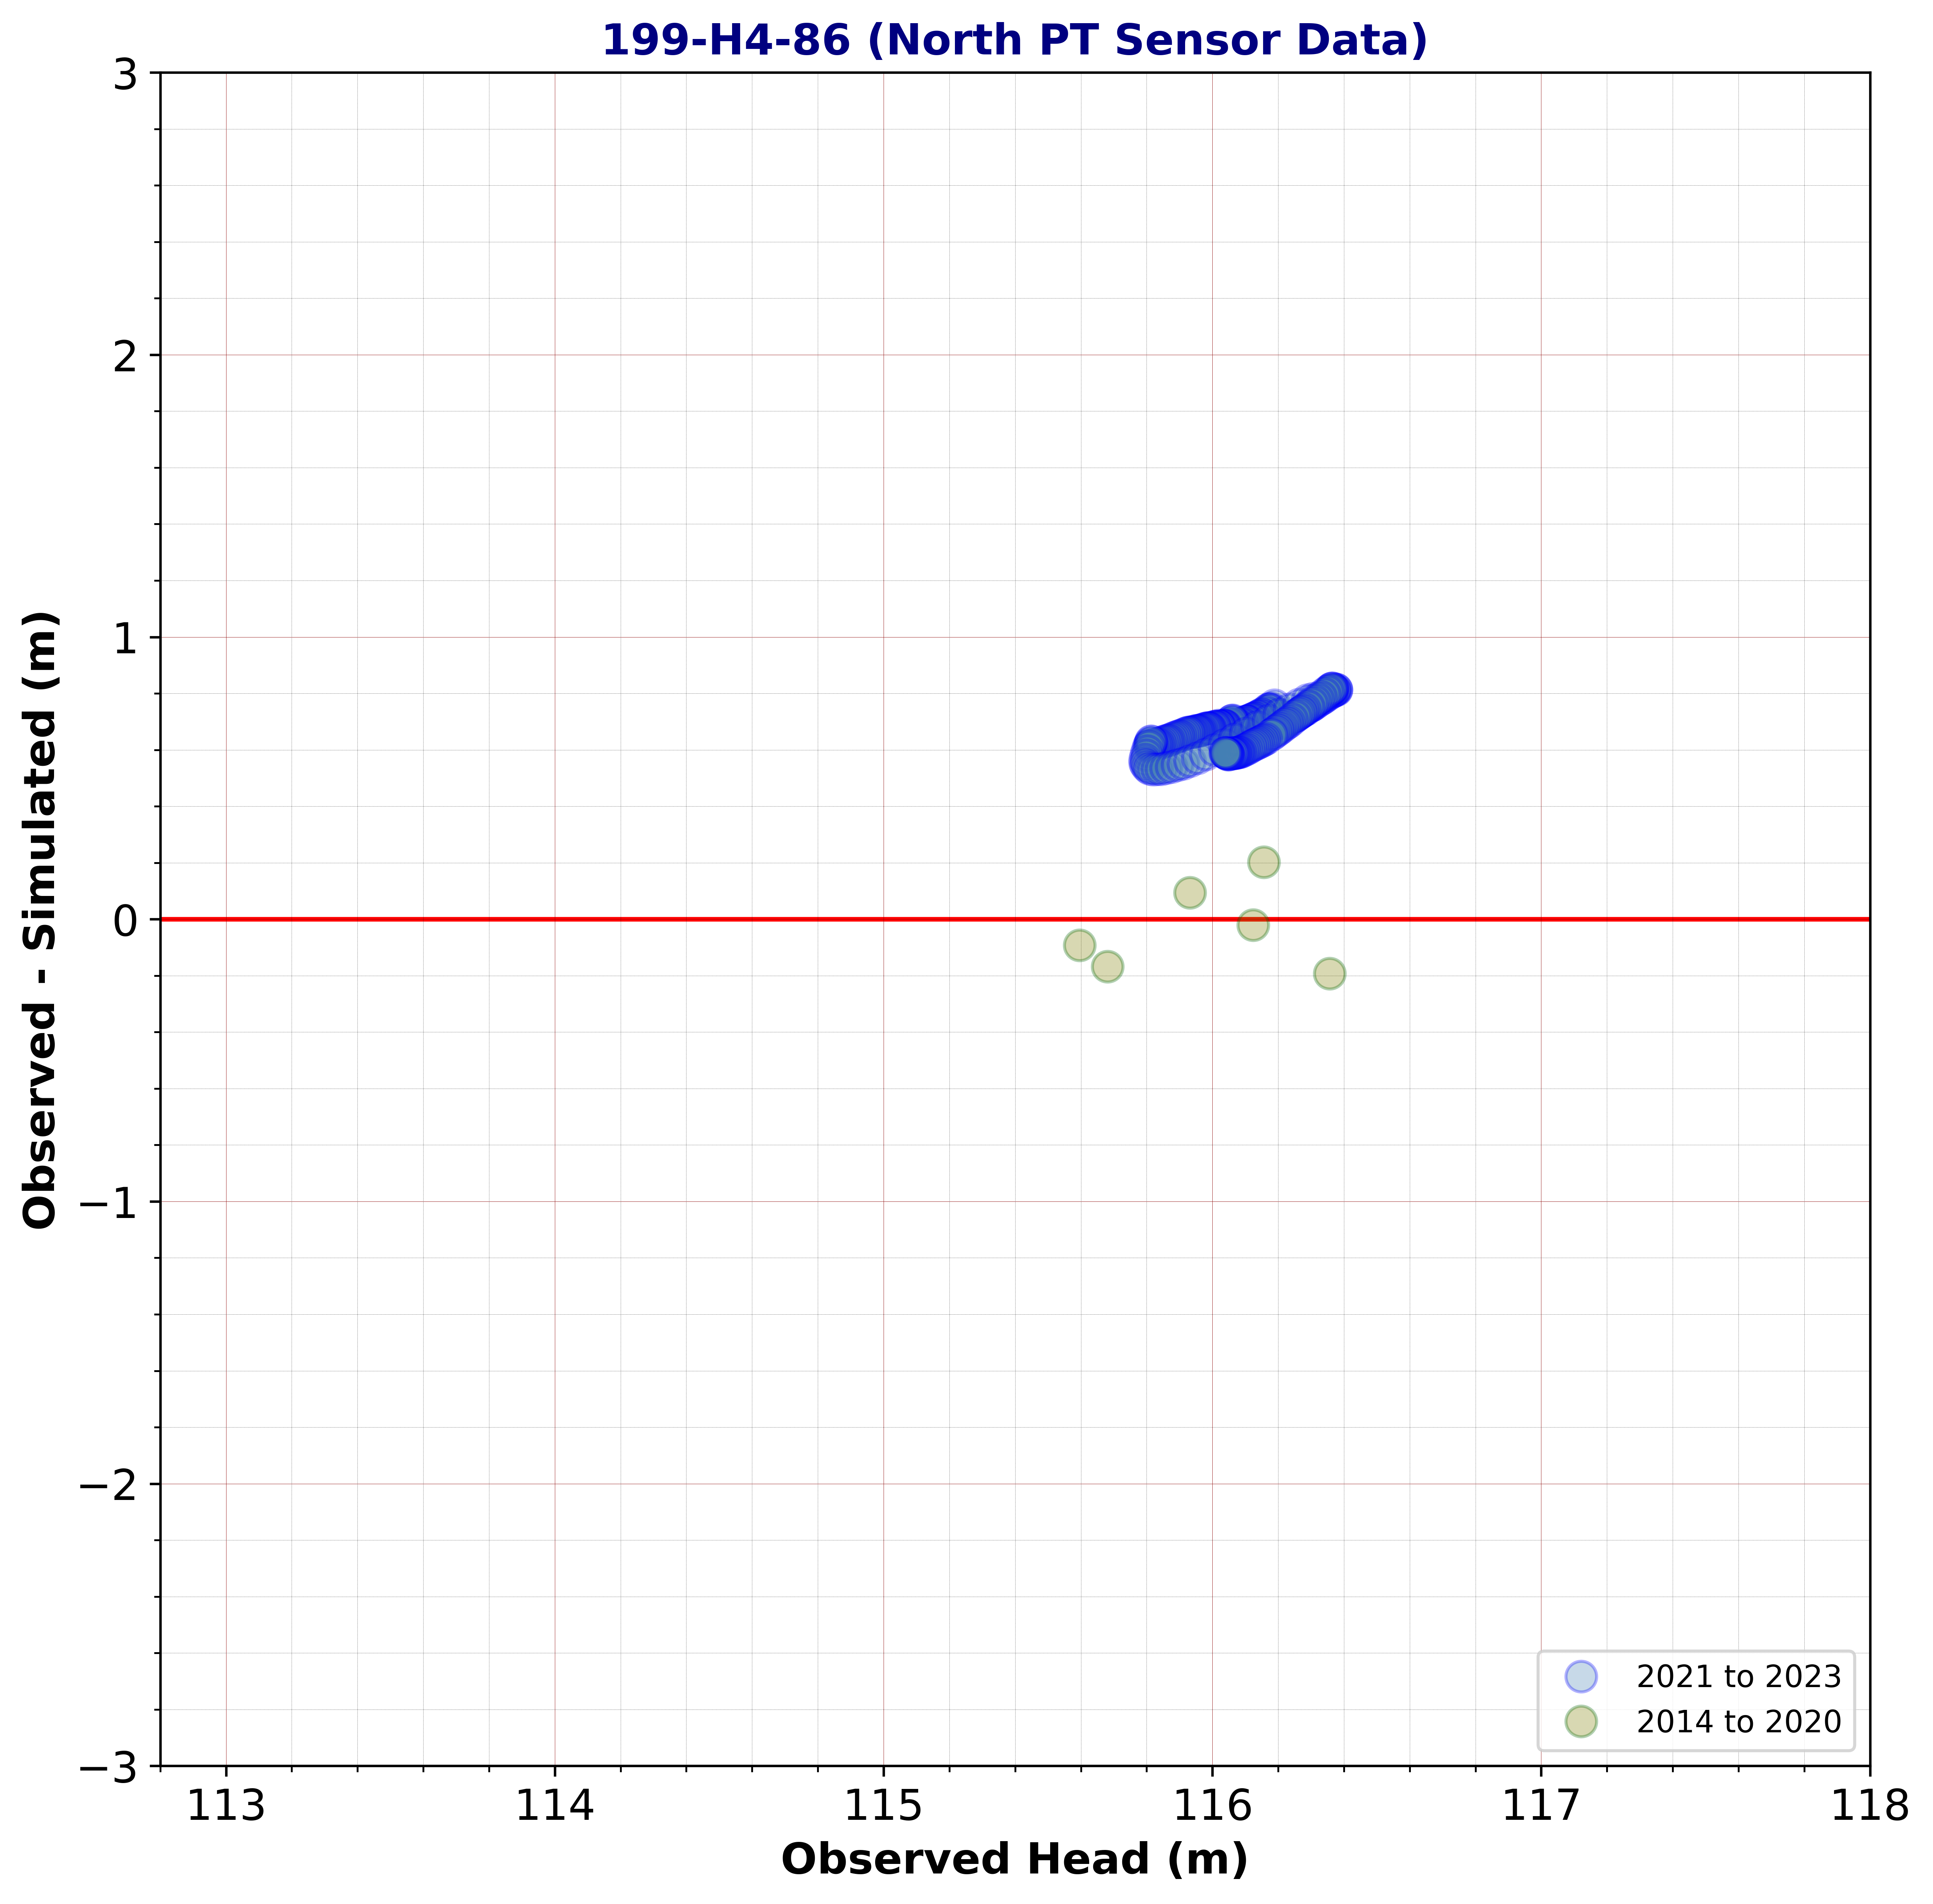 199-H4-86 (North PT Sensor Data)
3
2
1
0
−1
−2
−3
Observed - Simulated (m)
113 114 115 116 117 118
Observed Head (m)
2021 to 2023
2014 to 2020